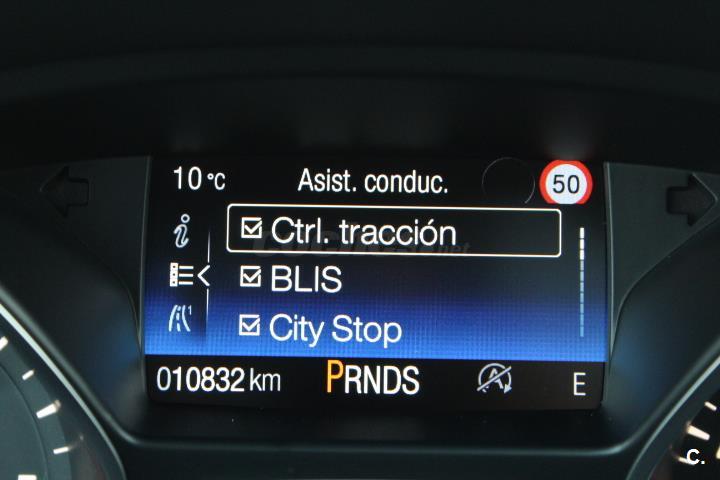 10 °C Asist. conduc. 50
Ctrl. tracción
BLIS
City Stop
010832 km PRNDS A E
C.